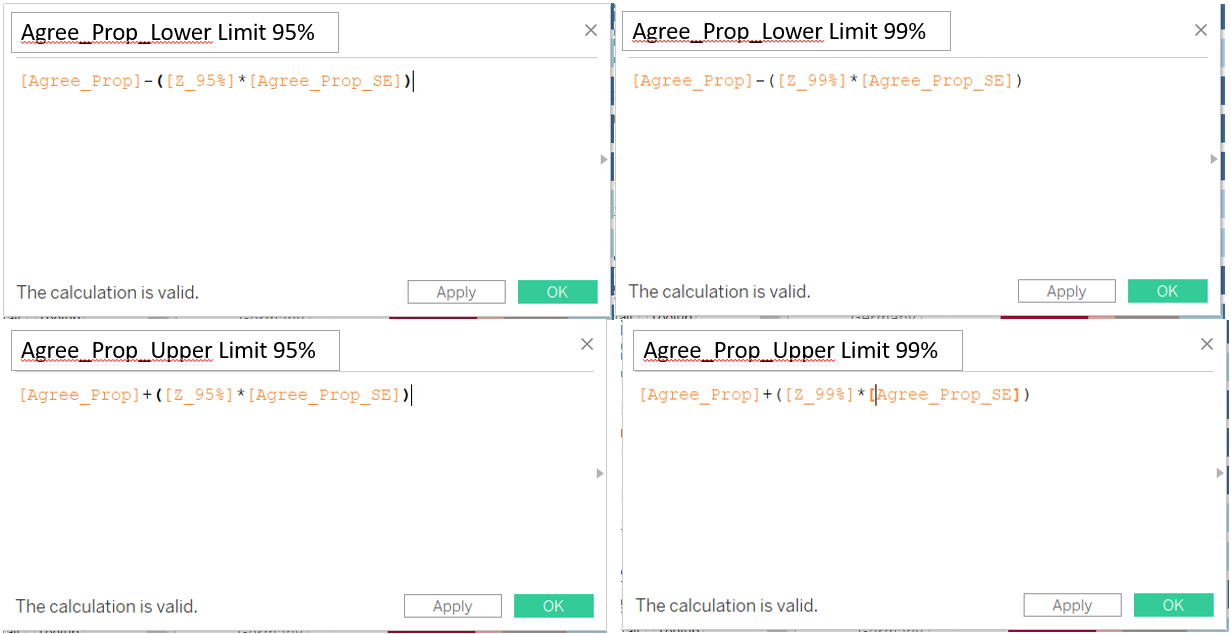 Agree_Prop_Lower Limit 95%
[Agree_Prop]-([Z_95%]*[Agree_Prop_SE])
The calculation is valid.
Apply
OK
Agree_Prop_Lower Limit 99%
[Agree_Prop]-([Z_99%]*[Agree_Prop_SE])
The calculation is valid.
Apply
OK
Agree_Prop_Upper Limit 95%
[Agree_Prop]+([Z_95%]*[Agree_Prop_SE])
The calculation is valid.
Apply
OK
Agree_Prop_Upper Limit 99%
[Agree_Prop]+([Z_99%]*[Agree_Prop_SE])
The calculation is valid.
Apply
OK